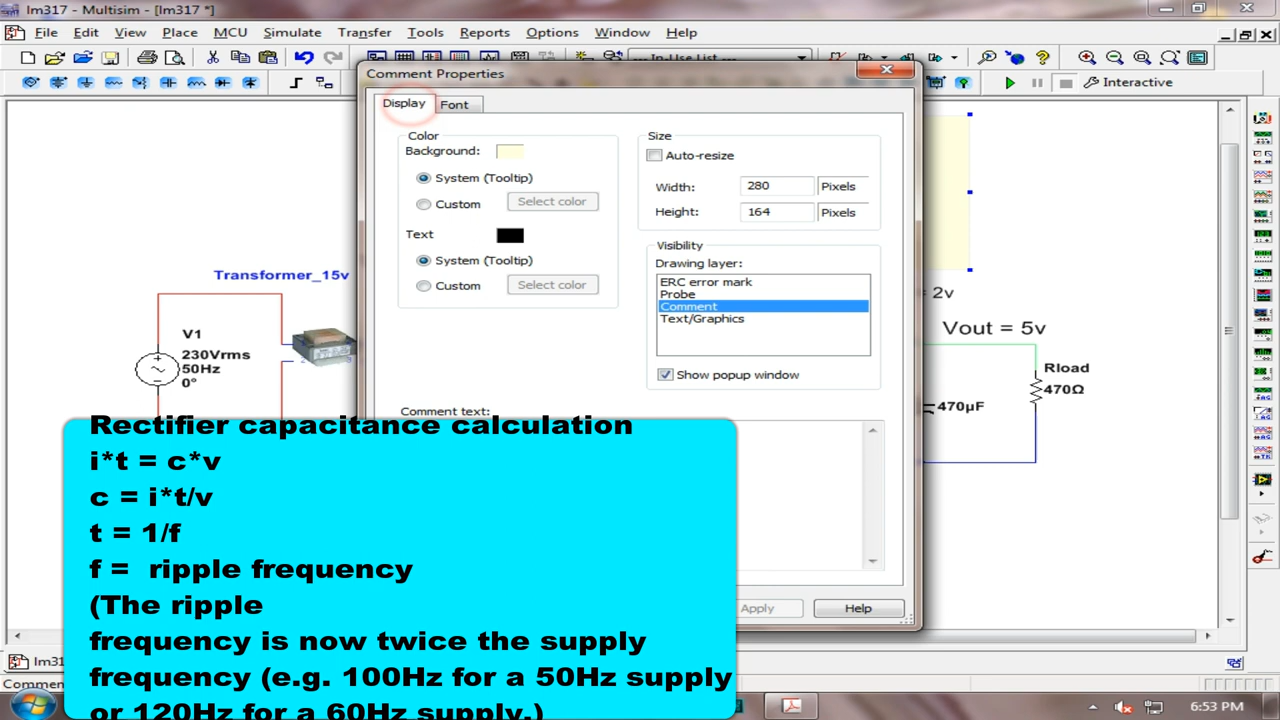 lm317 - Multisim - [lm317 *]
File Edit View Place MCU Simulate Transfer Tools Reports Options Window Help
In-Use List
Interactive
Comment Properties
Display Font
Color
Background:
System (Tooltip)
Custom Select color
Text
System (Tooltip)
Custom Select color
Size
Auto-resize
Width: 280 Pixels
Height: 164 Pixels
Visibility
Drawing layer:
ERC error mark
Probe
Comment
Text/Graphics
Show popup window
Comment text:
Apply Help
Transformer_15v
V1
230Vrms
50Hz
0°
= 2v
Vout = 5v
Rload
470Ω
470µF
Rectifier capacitance calculation
i*t = c*v
c = i*t/v
t = 1/f
f = ripple frequency
(The ripple
frequency is now twice the supply
frequency (e.g. 100Hz for a 50Hz supply
or 120Hz for a 60Hz supply.)
lm31
Commen
6:53 PM